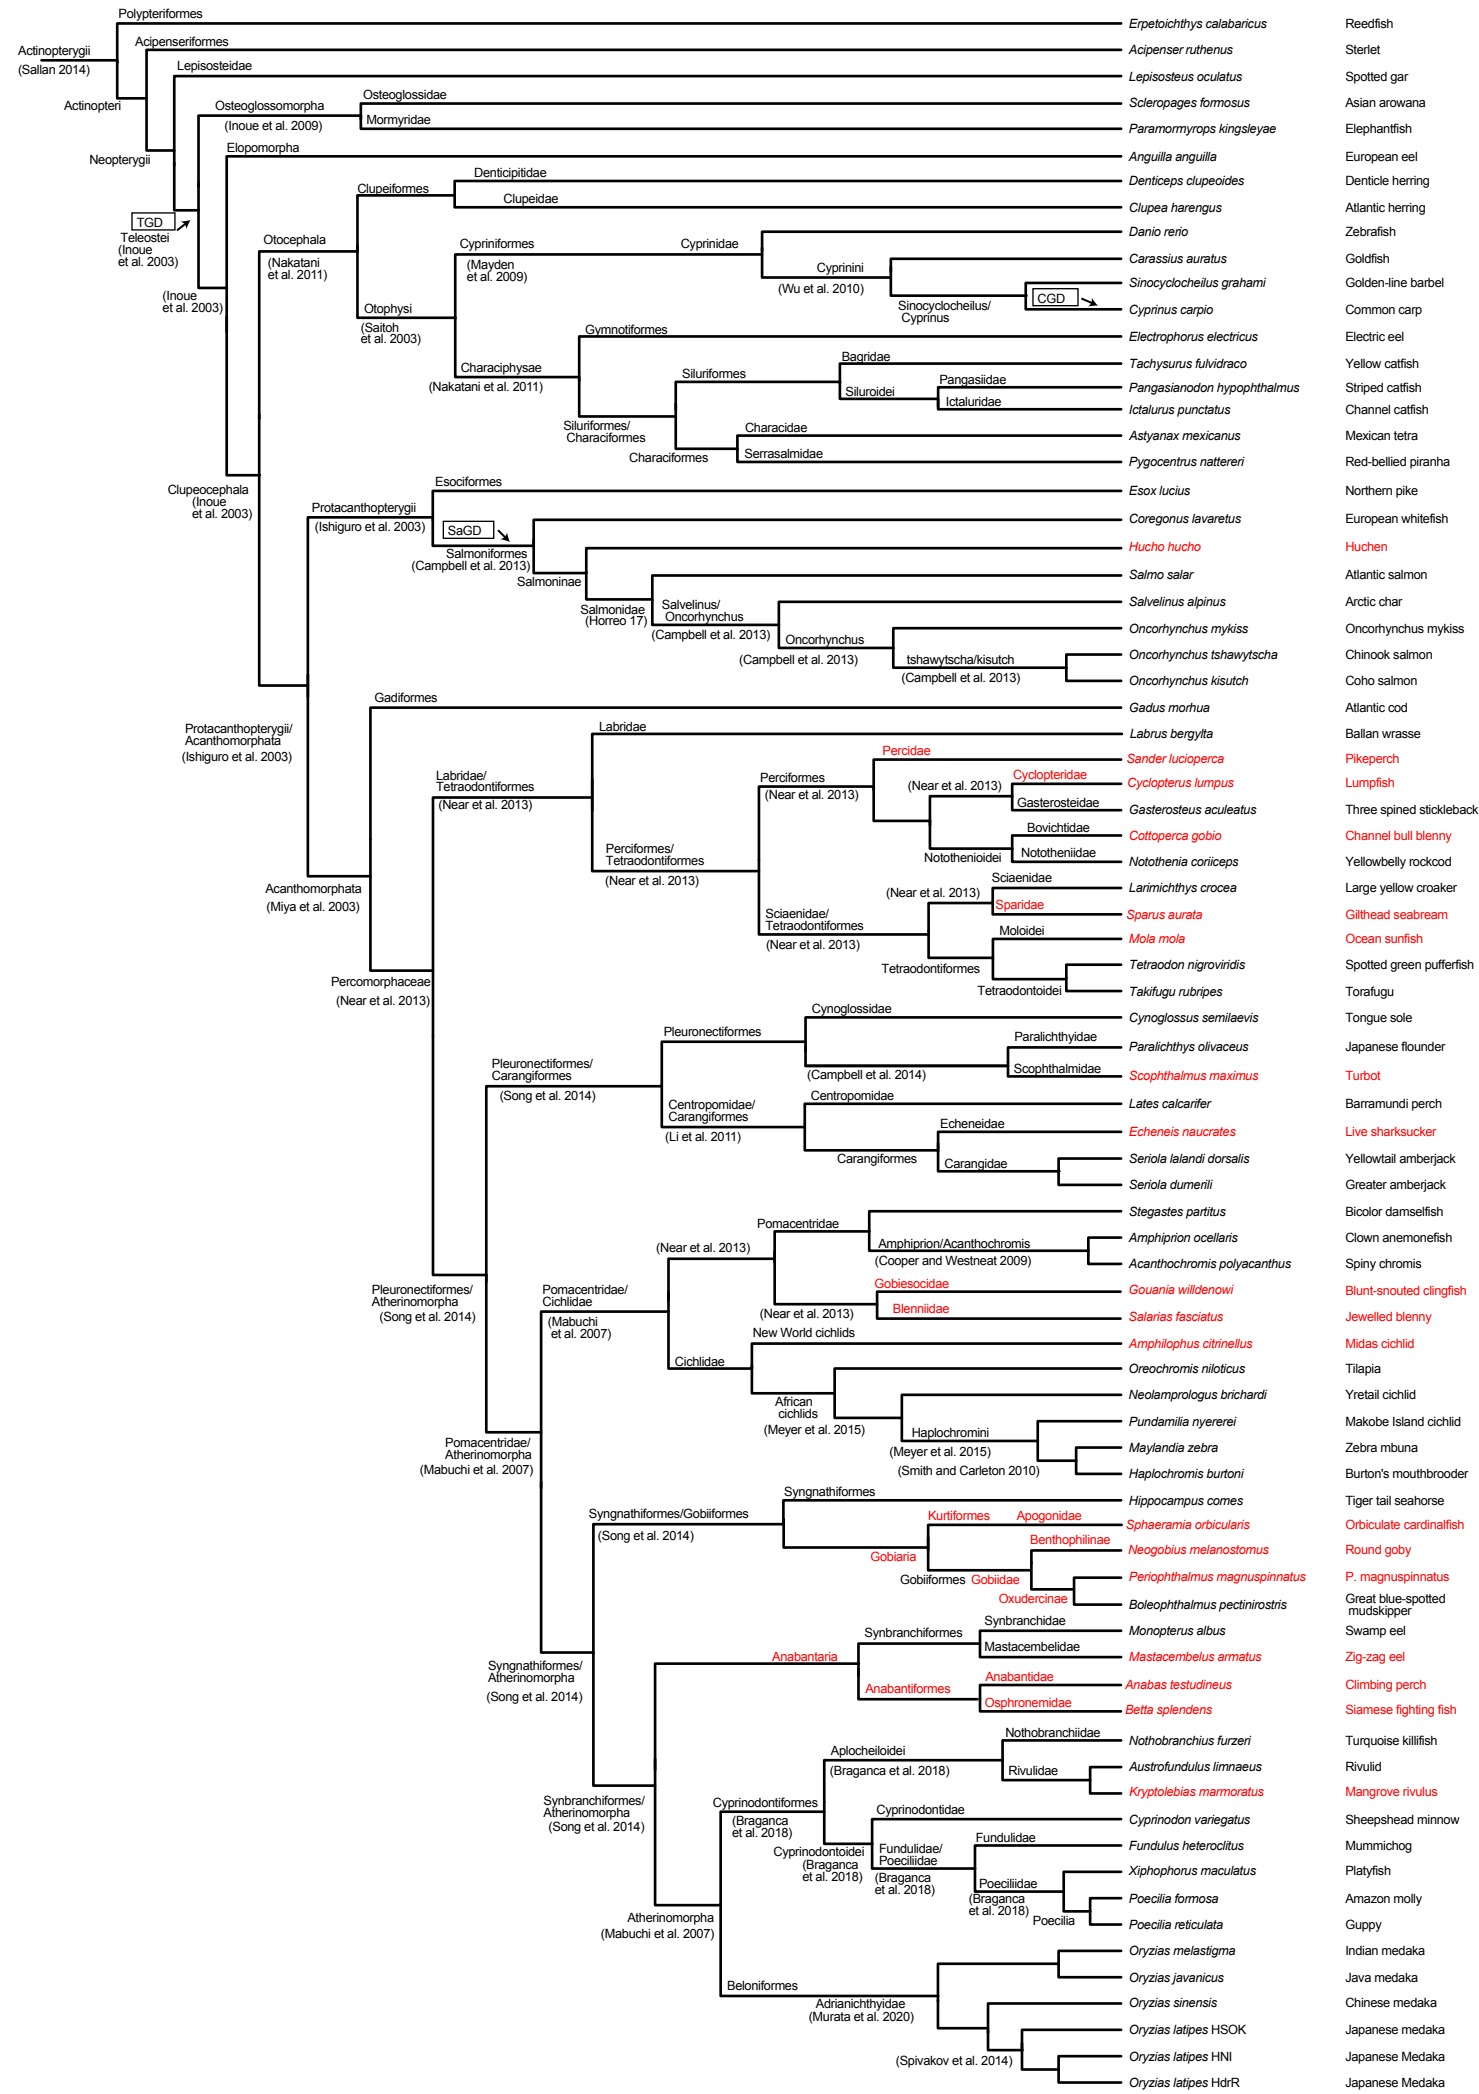 Polypteriformes
Erpetoichthys calabaricus Reedfish
Actinopterygii
(Sallan 2014)
Acipenseriformes
Acipenser ruthenus Sterlet
Actinopteri
Lepisosteidae
Lepisosteus oculatus Spotted gar
Neopterygii
Osteoglossomorpha
(Inoue et al. 2009)
Osteoglossidae
Scleropages formosus Asian arowana
Mormyridae
Paramormyrops kingsleyae Elephantfish
TGD
Teleostei
(Inoue
et al. 2003)
Elopomorpha
Anguilla anguilla European eel
(Inoue
et al. 2003)
Otocephala
(Nakatani
et al. 2011)
Clupeiformes
Denticipitidae
Denticeps clupeoides Denticle herring
Clupeidae
Clupea harengus Atlantic herring
Otophysi
(Saitoh
et al. 2003)
Cypriniformes
(Mayden
et al. 2009)
Cyprinidae
Danio rerio Zebrafish
Cyprinini
(Wu et al. 2010)
Carassius auratus Goldfish
Sinocyclocheilus/
Cyprinus
Sinocyclocheilus grahami Golden-line barbel
CGD
Cyprinus carpio Common carp
Characiphysae
(Nakatani et al. 2011)
Gymnotiformes
Electrophorus electricus Electric eel
Siluriformes/
Characiformes
Siluriformes
Bagridae
Tachysurus fulvidraco Yellow catfish
Siluroidei
Pangasiidae
Pangasianodon hypophthalmus Striped catfish
Ictaluridae
Ictalurus punctatus Channel catfish
Characiformes
Characidae
Astyanax mexicanus Mexican tetra
Serrasalmidae
Pygocentrus nattereri Red-bellied piranha
Clupeocephala
(Inoue
et al. 2003)
Protacanthopterygii
(Ishiguro et al. 2003)
Esociformes
Esox lucius Northern pike
SaGD
Salmoniformes
(Campbell et al. 2013)
Coregonus lavaretus European whitefish
Salmoninae
Hucho hucho Huchen
Salmonidae
(Horreo 17)
Salmo salar Atlantic salmon
Salvelinus/
Oncorhynchus
(Campbell et al. 2013)
Salvelinus alpinus Arctic char
Oncorhynchus
(Campbell et al. 2013)
Oncorhynchus mykiss Oncorhynchus mykiss
tshawytscha/kisutch
(Campbell et al. 2013)
Oncorhynchus tshawytscha Chinook salmon
Oncorhynchus kisutch Coho salmon
Protacanthopterygii/
Acanthomorphata
(Ishiguro et al. 2003)
Gadiformes
Gadus morhua Atlantic cod
Acanthomorphata
(Miya et al. 2003)
Labridae/
Tetraodontiformes
(Near et al. 2013)
Labridae
Labrus bergylta Ballan wrasse
Perciformes/
Tetraodontiformes
(Near et al. 2013)
Perciformes
(Near et al. 2013)
Percidae
Sander lucioperca Pikeperch
(Near et al. 2013)
Cyclopteridae
Cyclopterus lumpus Lumpfish
Gasterosteidae
Gasterosteus aculeatus Three spined stickleback
Notothenioidei
Bovichtidae
Cottoperca gobio Channel bull blenny
Nototheniidae
Notothenia coriiceps Yellowbelly rockcod
Sciaenidae/
Tetraodontiformes
(Near et al. 2013)
(Near et al. 2013)
Sciaenidae
Larimichthys crocea Large yellow croaker
Sparidae
Sparus aurata Gilthead seabream
Tetraodontiformes
Moloidei
Mola mola Ocean sunfish
Tetraodontoidei
Tetraodon nigroviridis Spotted green pufferfish
Takifugu rubripes Torafugu
Percomorphaceae
(Near et al. 2013)
Pleuronectiformes/
Carangiformes
(Song et al. 2014)
Pleuronectiformes
Cynoglossidae
Cynoglossus semilaevis Tongue sole
(Campbell et al. 2014)
Paralichthyidae
Paralichthys olivaceus Japanese flounder
Scophthalmidae
Scophthalmus maximus Turbot
Centropomidae/
Carangiformes
(Li et al. 2011)
Centropomidae
Lates calcarifer Barramundi perch
Carangiformes
Echeneidae
Echeneis naucrates Live sharksucker
Carangidae
Seriola lalandi dorsalis Yellowtail amberjack
Seriola dumerili Greater amberjack
Pleuronectiformes/
Atherinomorpha
(Song et al. 2014)
Pomacentridae/
Cichlidae
(Mabuchi
et al. 2007)
(Near et al. 2013)
Pomacentridae
Stegastes partitus Bicolor damselfish
Amphiprion/Acanthochromis
(Cooper and Westneat 2009)
Amphiprion ocellaris Clown anemonefish
Acanthochromis polyacanthus Spiny chromis
(Near et al. 2013)
Gobiesocidae
Gouania willdenowi Blunt-snouted clingfish
Blenniidae
Salarias fasciatus Jewelled blenny
Cichlidae
New World cichlids
Amphilophus citrinellus Midas cichlid
African
cichlids
(Meyer et al. 2015)
Oreochromis niloticus Tilapia
Neolamprologus brichardi Yretail cichlid
Haplochromini
(Meyer et al. 2015)
(Smith and Carleton 2010)
Pundamilia nyererei Makobe Island cichlid
Maylandia zebra Zebra mbuna
Haplochromis burtoni Burton's mouthbrooder
Pomacentridae/
Atherinomorpha
(Mabuchi et al. 2007)
Syngnathiformes/Gobiiformes
(Song et al. 2014)
Syngnathiformes
Hippocampus comes Tiger tail seahorse
Gobiaria
Kurtiformes Apogonidae
Sphaeramia orbicularis Orbiculate cardinalfish
Gobiiformes Gobiidae
Benthophilinae
Neogobius melanostomus Round goby
Oxudercinae
Periophthalmus magnuspinnatus P. magnuspinnatus
Boleophthalmus pectinirostris Great blue-spotted
mudskipper
Syngnathiformes/
Atherinomorpha
(Song et al. 2014)
Anabantaria
Synbranchiformes
Synbranchidae
Monopterus albus Swamp eel
Mastacembelidae
Mastacembelus armatus Zig-zag eel
Anabantiformes
Anabantidae
Anabas testudineus Climbing perch
Osphronemidae
Betta splendens Siamese fighting fish
Synbranchiformes/
Atherinomorpha
(Song et al. 2014)
Cyprinodontiformes
(Braganca
et al. 2018)
Aplocheiloidei
(Braganca et al. 2018)
Nothobranchiidae
Nothobranchius furzeri Turquoise killifish
Rivulidae
Austrofundulus limnaeus Rivulid
Kryptolebias marmoratus Mangrove rivulus
Cyprinodontoidei
(Braganca
et al. 2018)
Cyprinodontidae
Cyprinodon variegatus Sheepshead minnow
Fundulidae/
Poeciliidae
(Braganca
et al. 2018)
Fundulidae
Fundulus heteroclitus Mummichog
Poeciliidae
(Braganca
et al. 2018)
Xiphophorus maculatus Platyfish
Poecilia
Poecilia formosa Amazon molly
Poecilia reticulata Guppy
Atherinomorpha
(Mabuchi et al. 2007)
Beloniformes
Adrianichthyidae
(Murata et al. 2020)
Oryzias melastigma Indian medaka
Oryzias javanicus Java medaka
Oryzias sinensis Chinese medaka
(Spivakov et al. 2014)
Oryzias latipes HSOK Japanese medaka
Oryzias latipes HNI Japanese Medaka
Oryzias latipes HdrR Japanese Medaka